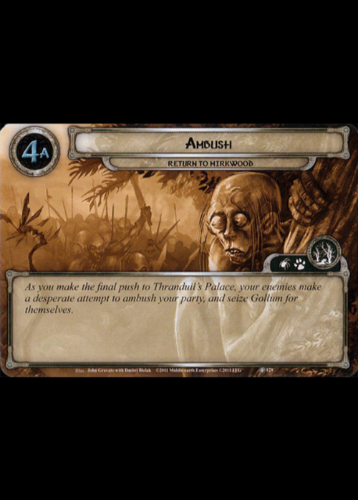 4A
Ambush
Return to Mirkwood
As you make the final push to Thranduil's Palace, your enemies make
a desperate attempt to ambush your party, and seize Gollum for
themselves.